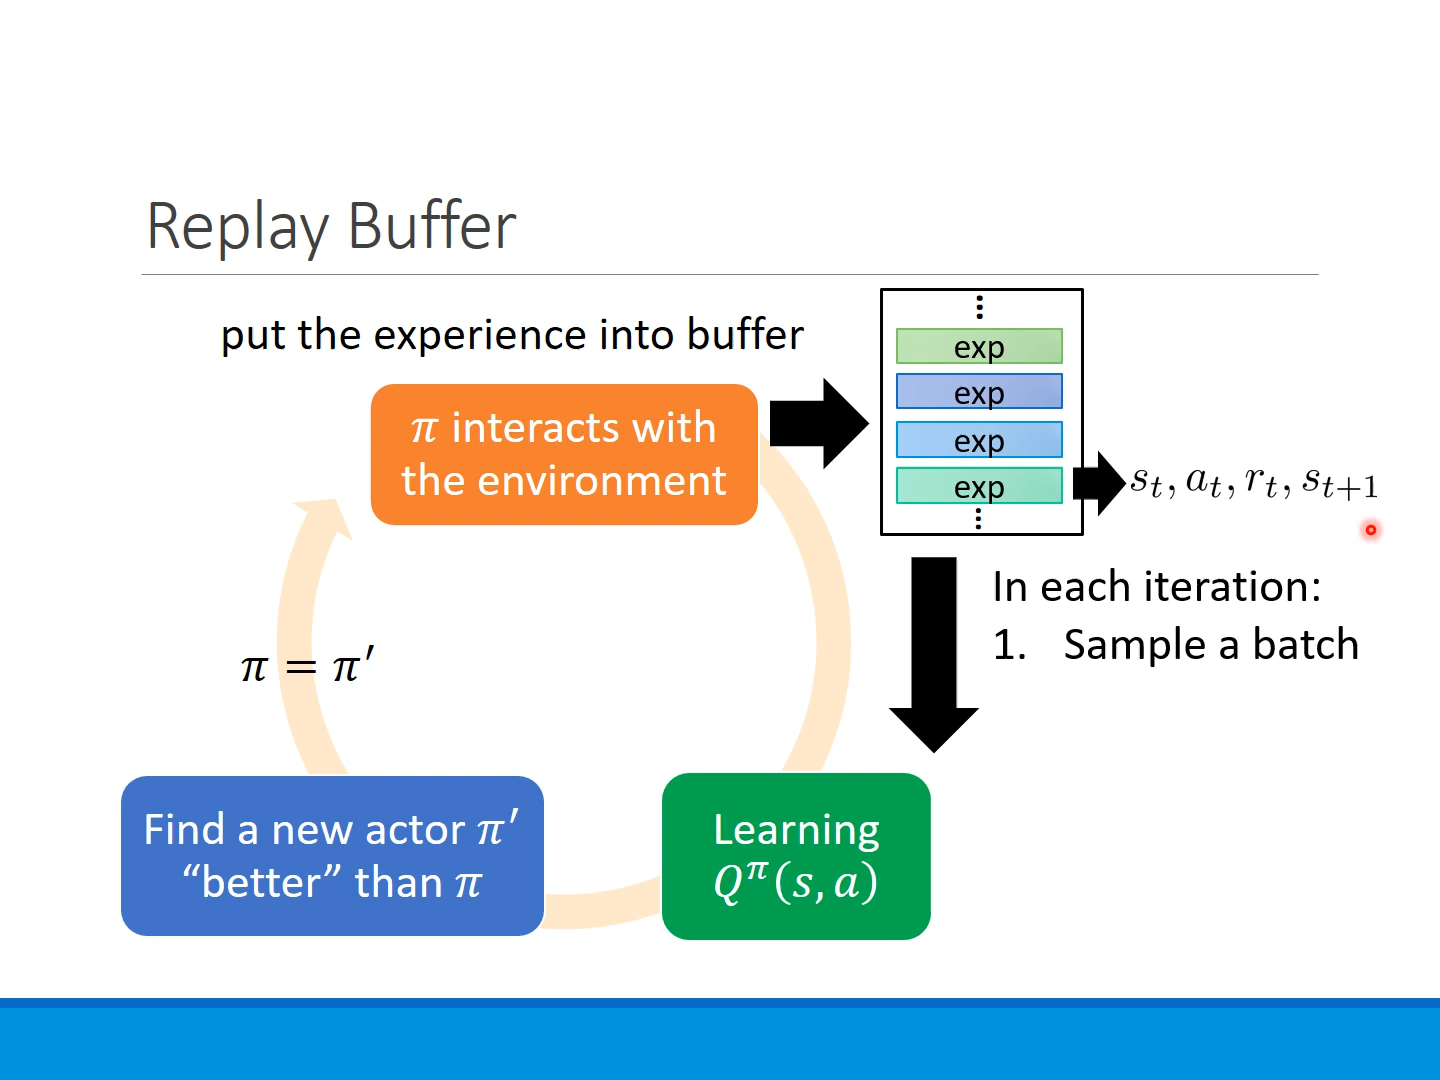 Replay Buffer
put the experience into buffer
π interacts with
the environment
⋮
exp
exp
exp
exp
⋮
s_t, a_t, r_t, s_{t+1}
In each iteration:
1. Sample a batch
π = π′
Find a new actor π′
“better” than π
Learning
Q^π(s, a)